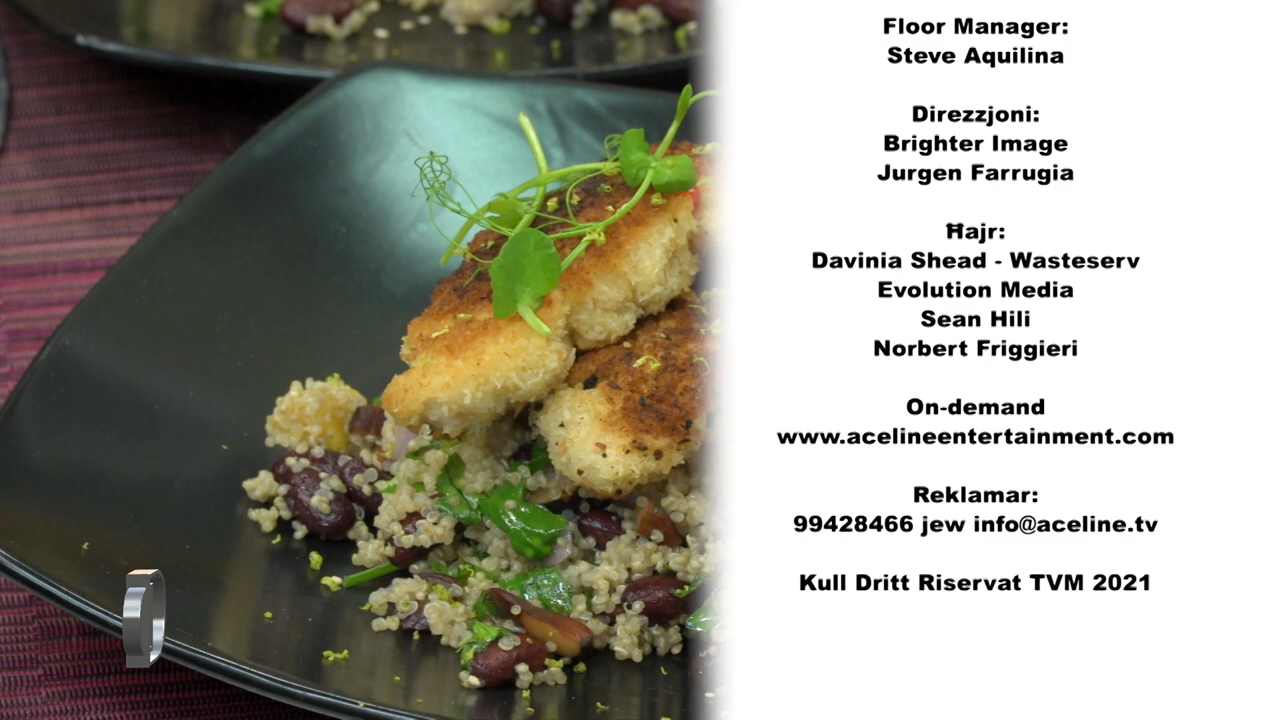 Floor Manager:
Steve Aquilina
Direzzjoni:
Brighter Image
Jurgen Farrugia
Ħajr:
Davinia Shead - Wasteserv
Evolution Media
Sean Hili
Norbert Friggieri
On-demand
www.acelineentertainment.com
Reklamar:
99428466 jew info@aceline.tv
Kull Dritt Riservat TVM 2021